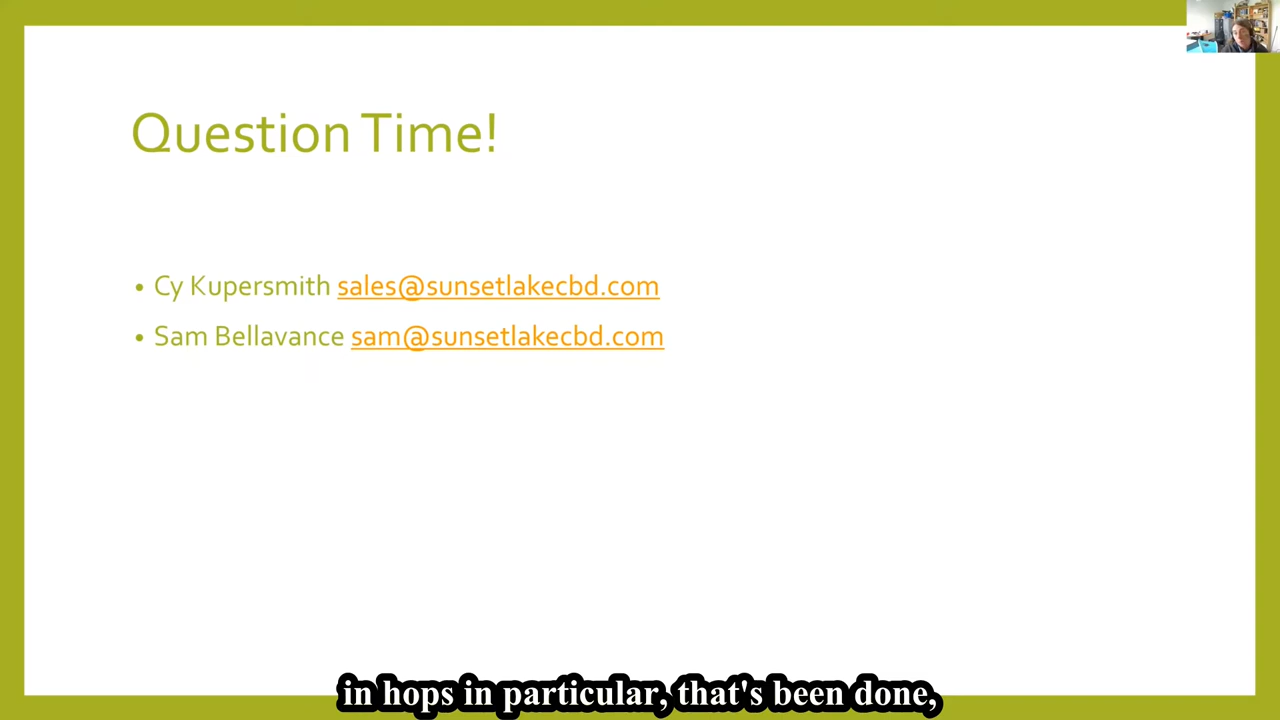 Question Time!
• Cy Kupersmith sales@sunsetlakecbd.com
• Sam Bellavance sam@sunsetlakecbd.com
in hops in particular, that's been done,